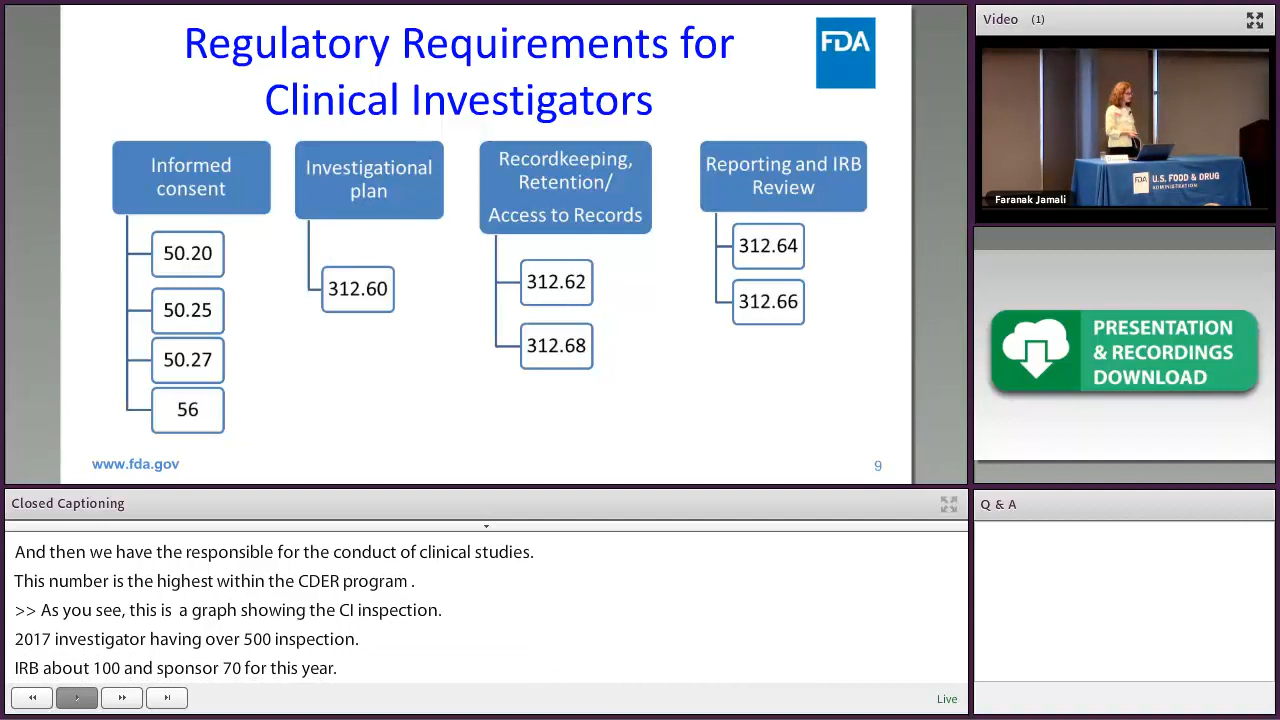 Regulatory Requirements for
Clinical Investigators
FDA
Informed
consent
50.20
50.25
50.27
56
Investigational
plan
312.60
Recordkeeping,
Retention/
Access to Records
312.62
312.68
Reporting and IRB
Review
312.64
312.66
www.fda.gov
9
Video (1)
FDA U.S. FOOD & DRUG
ADMINISTRATION
Faranak Jamali
PRESENTATION
& RECORDINGS
DOWNLOAD
Closed Captioning
And then we have the responsible for the conduct of clinical studies.
This number is the highest within the CDER program .
>> As you see, this is a graph showing the CI inspection.
2017 investigator having over 500 inspection.
IRB about 100 and sponsor 70 for this year.
Live
Q & A